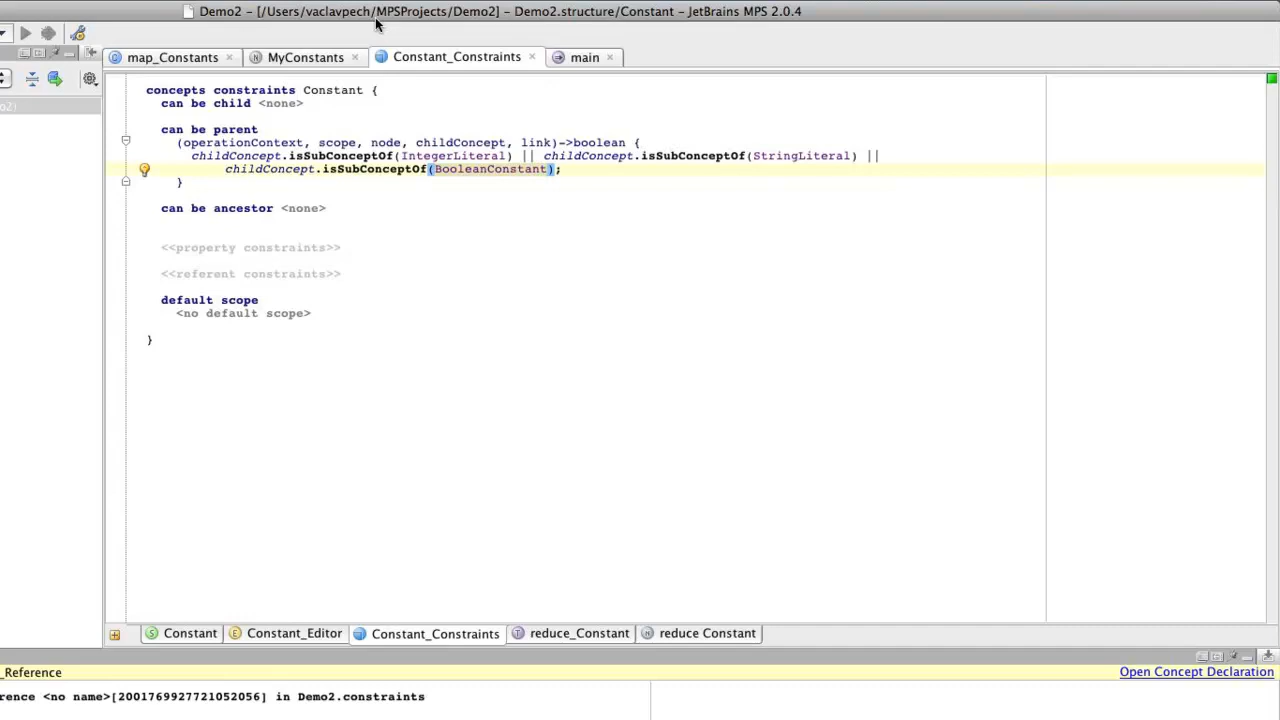 Demo2 - [/Users/vaclavpech/MPSProjects/Demo2] - Demo2.structure/Constant - JetBrains MPS 2.0.4
map_Constants
MyConstants
Constant_Constraints
main
o2)
concepts constraints Constant {
can be child <none>
can be parent
(operationContext, scope, node, childConcept, link)->boolean {
childConcept.isSubConceptOf(IntegerLiteral) || childConcept.isSubConceptOf(StringLiteral) ||
childConcept.isSubConceptOf(BooleanConstant);
}
can be ancestor <none>
<<property constraints>>
<<referent constraints>>
default scope
<no default scope>
}
Constant
Constant_Editor
Constant_Constraints
reduce_Constant
reduce Constant
_Reference
Open Concept Declaration
rence <no name>[2001769927721052056] in Demo2.constraints